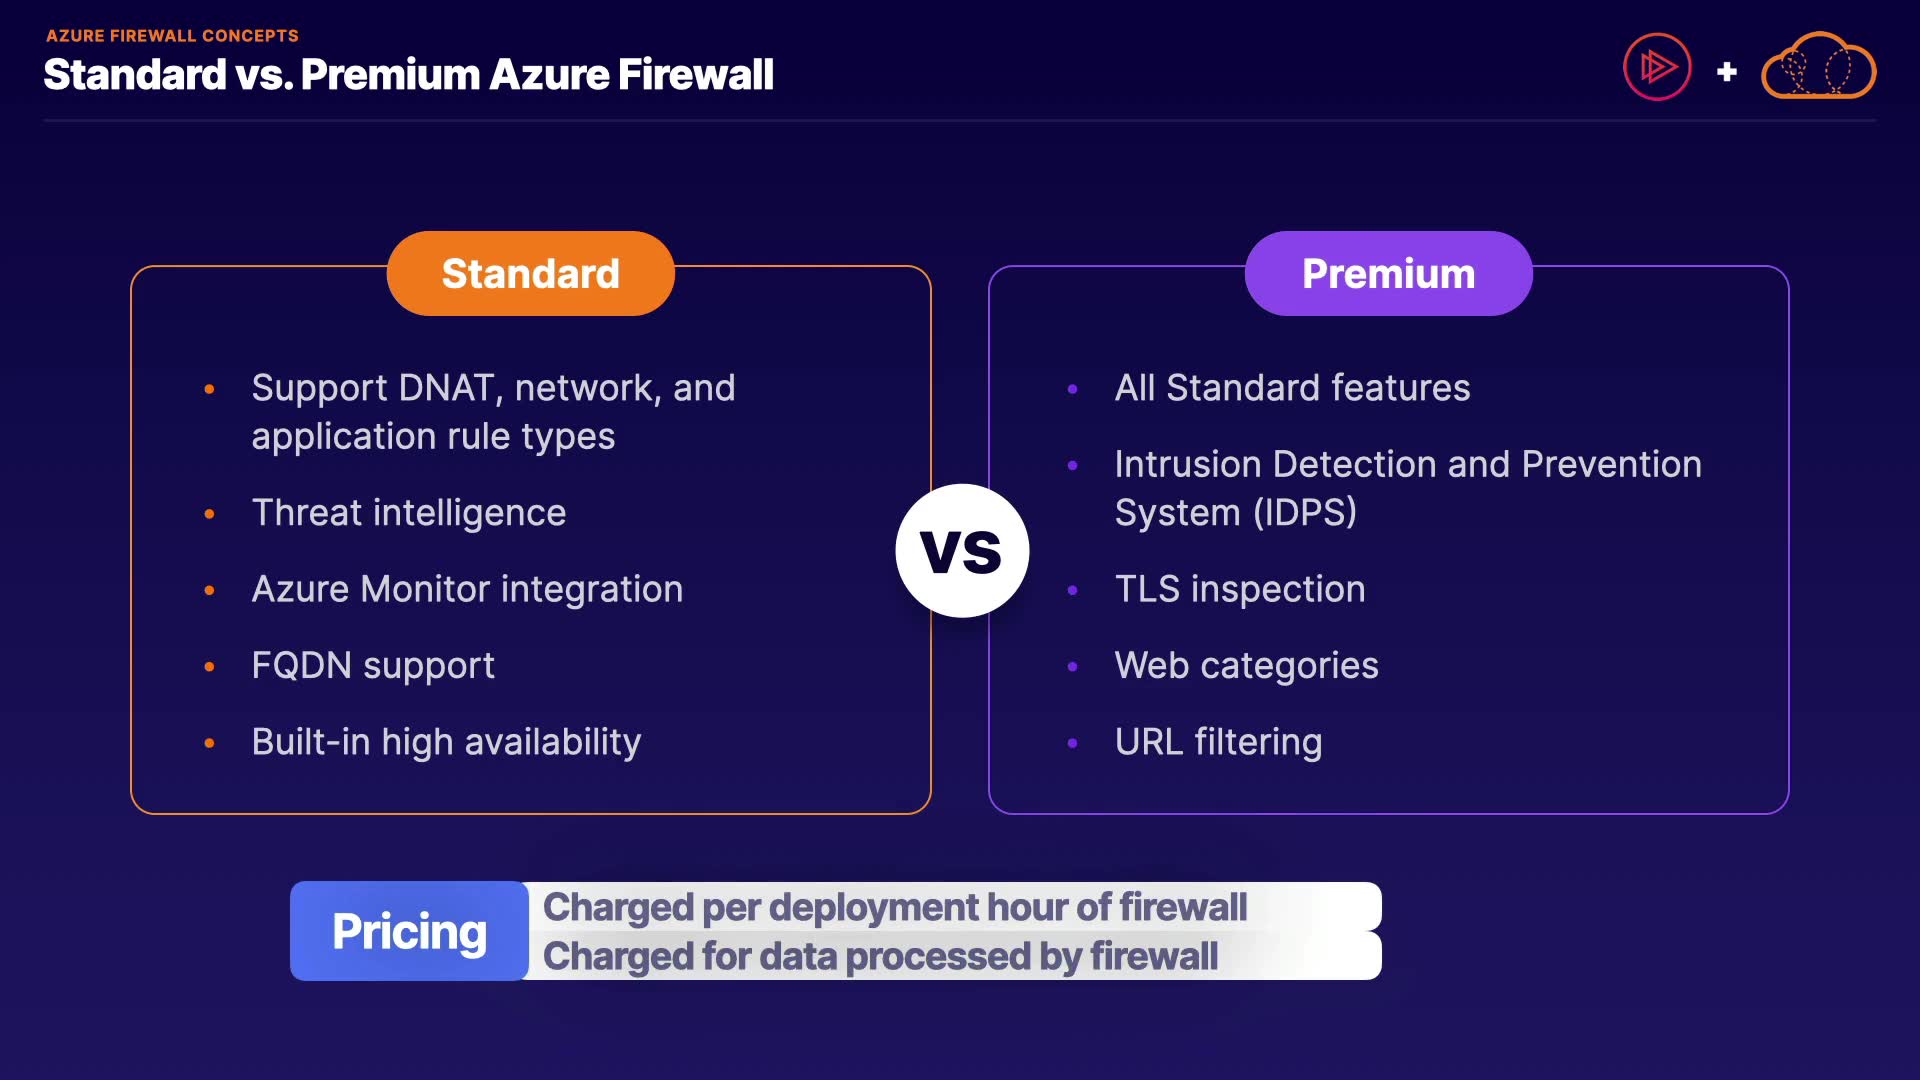 AZURE FIREWALL CONCEPTS
Standard vs. Premium Azure Firewall
+
Standard
• Support DNAT, network, and
application rule types
• Threat intelligence
• Azure Monitor integration
• FQDN support
• Built-in high availability
vs
Premium
• All Standard features
• Intrusion Detection and Prevention
System (IDPS)
• TLS inspection
• Web categories
• URL filtering
Pricing
Charged per deployment hour of firewall
Charged for data processed by firewall